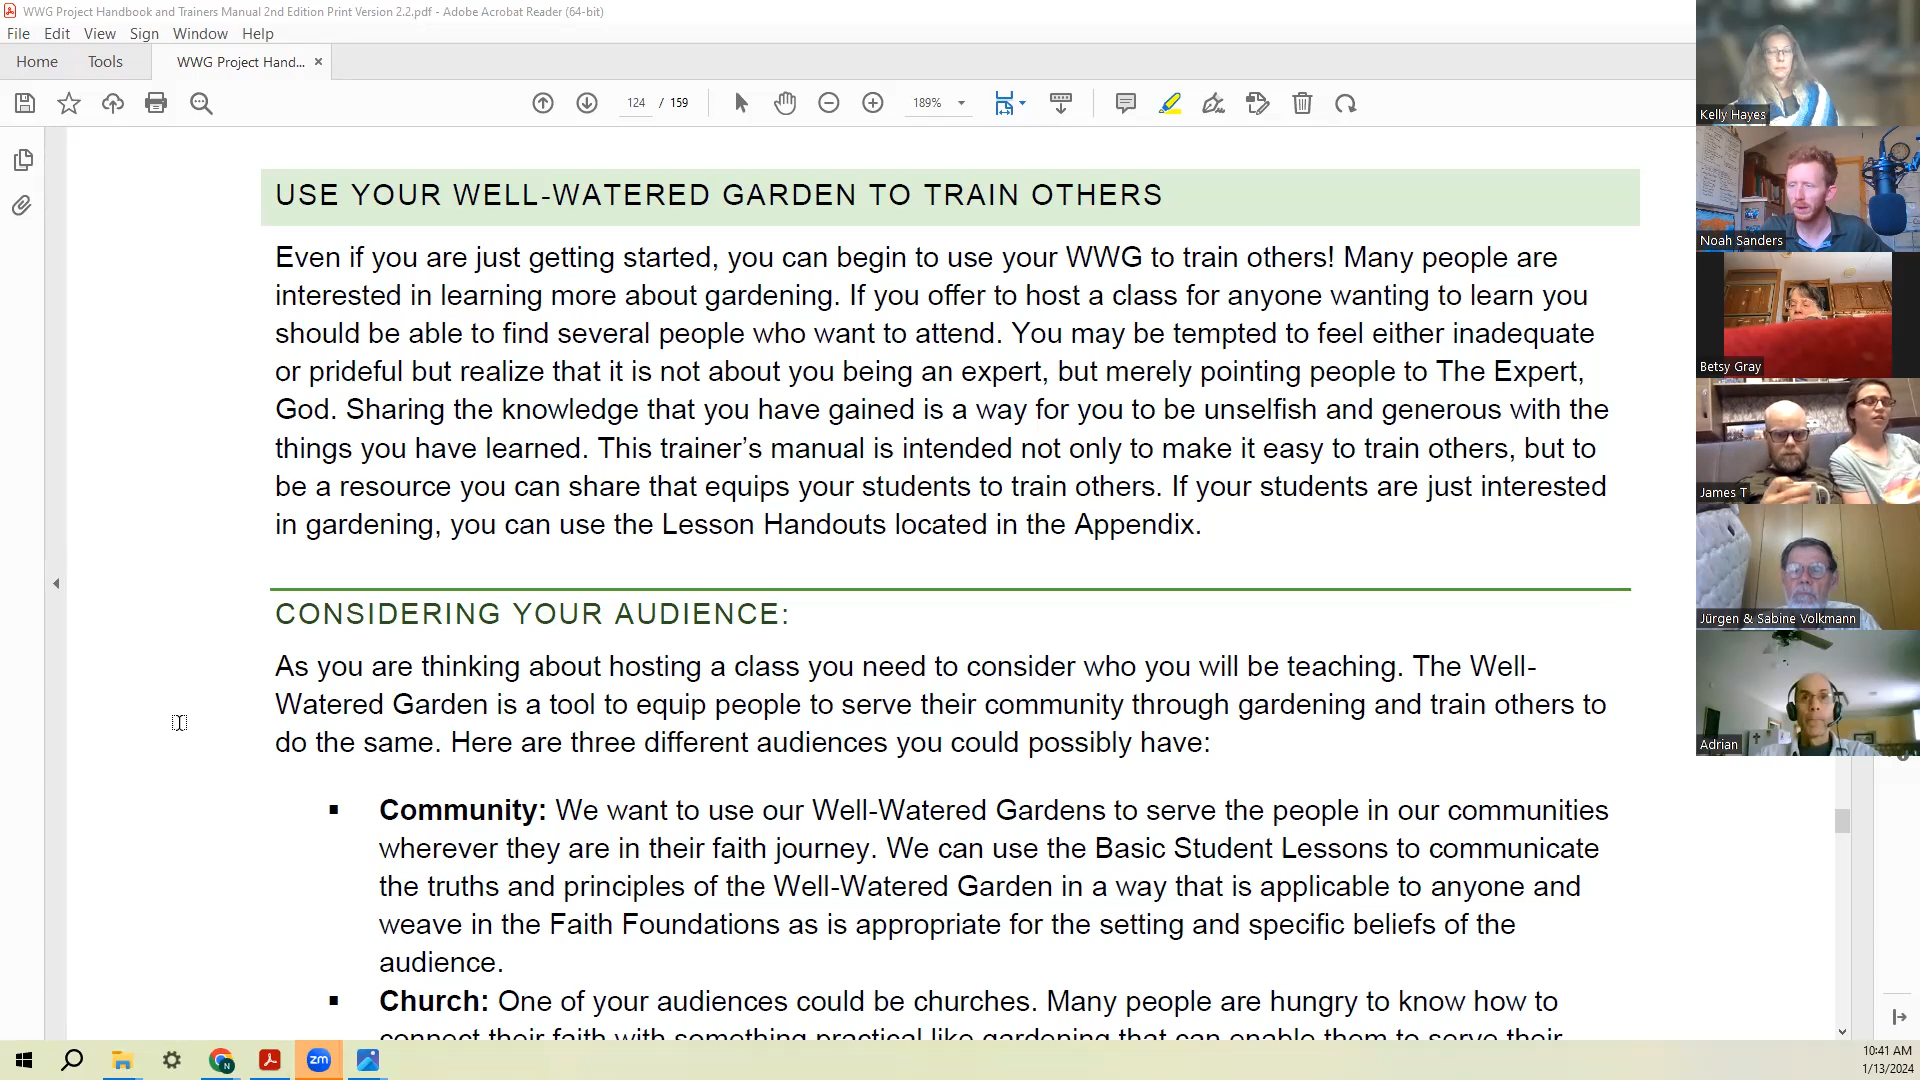 WWG Project Handbook and Trainers Manual 2nd Edition Print Version 2.2.pdf - Adobe Acrobat Reader (64-bit)
File Edit View Sign Window Help
Home Tools WWG Project Hand... ×
124 / 159 189%
USE YOUR WELL-WATERED GARDEN TO TRAIN OTHERS
Even if you are just getting started, you can begin to use your WWG to train others! Many people are
interested in learning more about gardening. If you offer to host a class for anyone wanting to learn you
should be able to find several people who want to attend. You may be tempted to feel either inadequate
or prideful but realize that it is not about you being an expert, but merely pointing people to The Expert,
God. Sharing the knowledge that you have gained is a way for you to be unselfish and generous with the
things you have learned. This trainer’s manual is intended not only to make it easy to train others, but to
be a resource you can share that equips your students to train others. If your students are just interested
in gardening, you can use the Lesson Handouts located in the Appendix.
CONSIDERING YOUR AUDIENCE:
As you are thinking about hosting a class you need to consider who you will be teaching. The Well-
Watered Garden is a tool to equip people to serve their community through gardening and train others to
do the same. Here are three different audiences you could possibly have:
▪ Community: We want to use our Well-Watered Gardens to serve the people in our communities
wherever they are in their faith journey. We can use the Basic Student Lessons to communicate
the truths and principles of the Well-Watered Garden in a way that is applicable to anyone and
weave in the Faith Foundations as is appropriate for the setting and specific beliefs of the
audience.
▪ Church: One of your audiences could be churches. Many people are hungry to know how to
connect their faith with something practical like gardening that can enable them to serve their
Kelly Hayes
Noah Sanders
Betsy Gray
James T
Jürgen & Sabine Volkmann
Adrian
zm
N
10:41 AM
1/13/2024